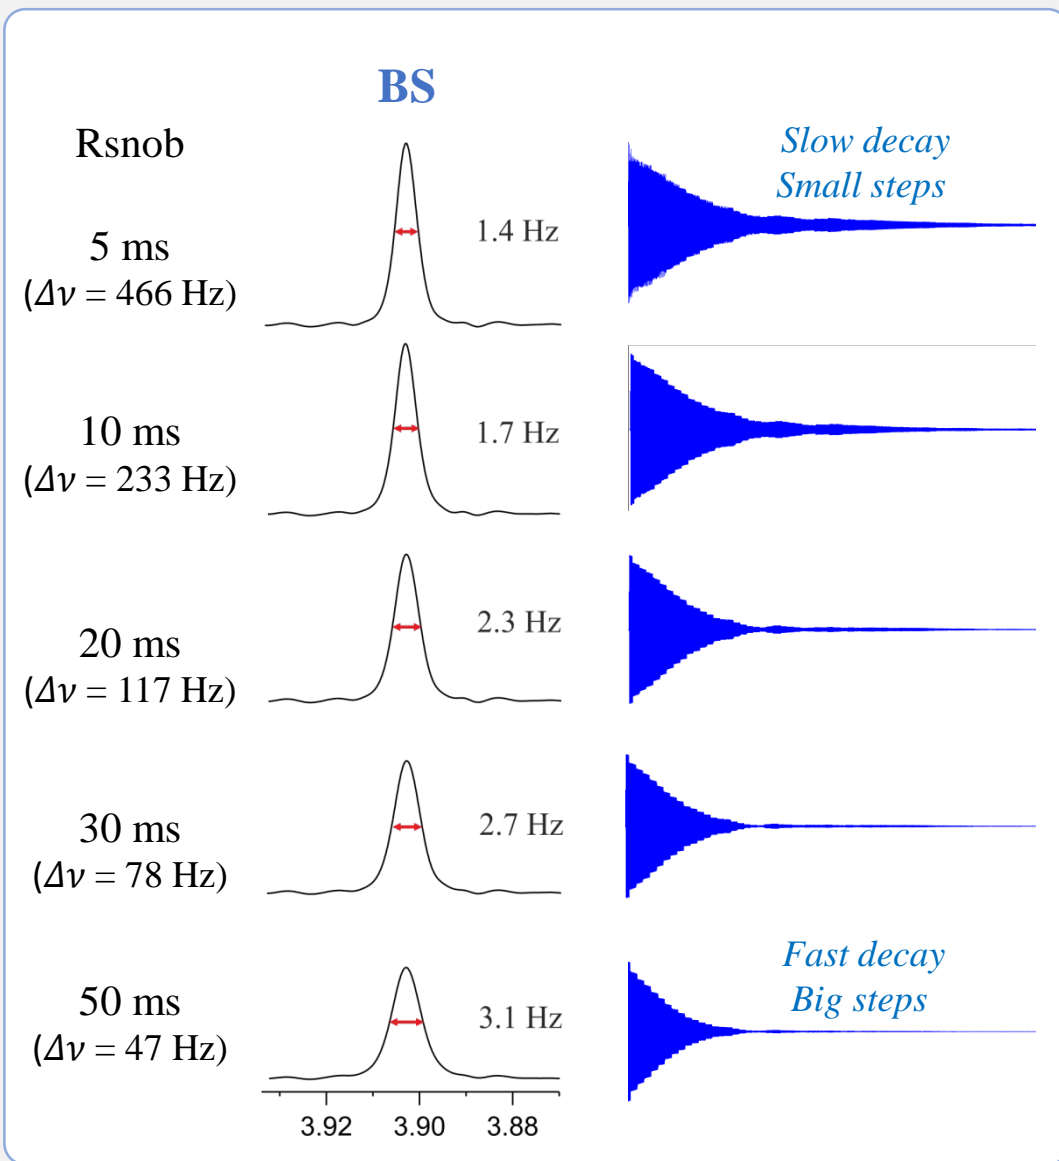 BS
Rsnob
Slow decay
Small steps
5 ms
(Δν = 466 Hz)
1.4 Hz
10 ms
(Δν = 233 Hz)
1.7 Hz
20 ms
(Δν = 117 Hz)
2.3 Hz
30 ms
(Δν = 78 Hz)
2.7 Hz
Fast decay
Big steps
50 ms
(Δν = 47 Hz)
3.1 Hz
3.92 3.90 3.88